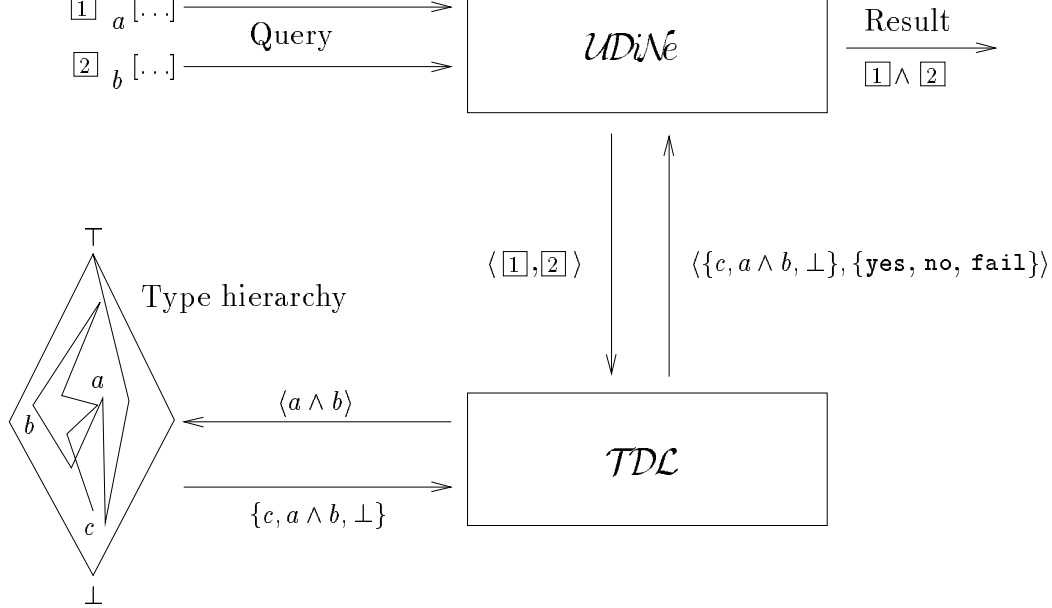 1 a [...]
Query
2 b [...]
UDiNe
Result
1 ∧ 2
⊤
⟨ 1 , 2 ⟩
⟨{c, a ∧ b, ⊥}, {yes, no, fail}⟩
Type hierarchy
a
b
c
⊥
⟨a ∧ b⟩
{c, a ∧ b, ⊥}
TDL